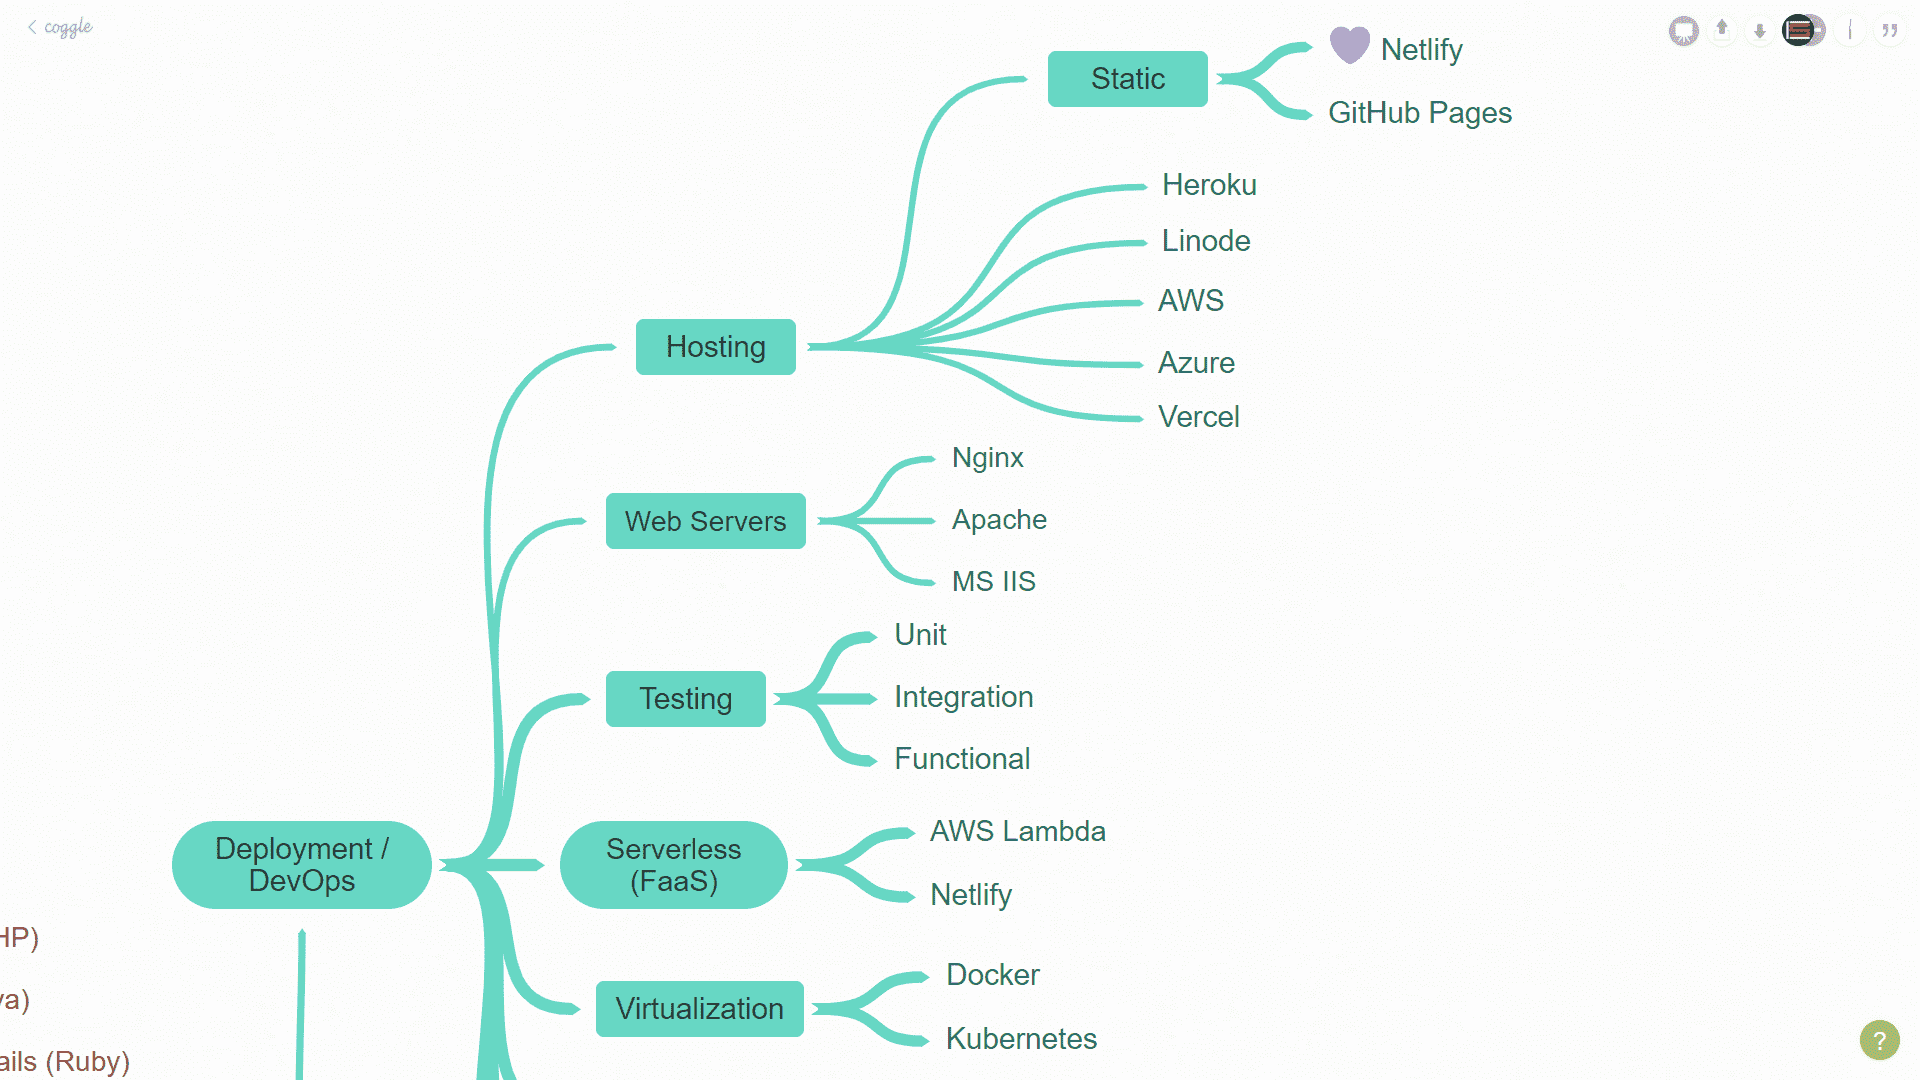 coggle
Static
Netlify
GitHub Pages
Heroku
Linode
AWS
Azure
Vercel
Hosting
Web Servers
Nginx
Apache
MS IIS
Testing
Unit
Integration
Functional
Deployment /
DevOps
Serverless
(FaaS)
AWS Lambda
Netlify
Virtualization
Docker
Kubernetes
HP)
va)
ails (Ruby)
?